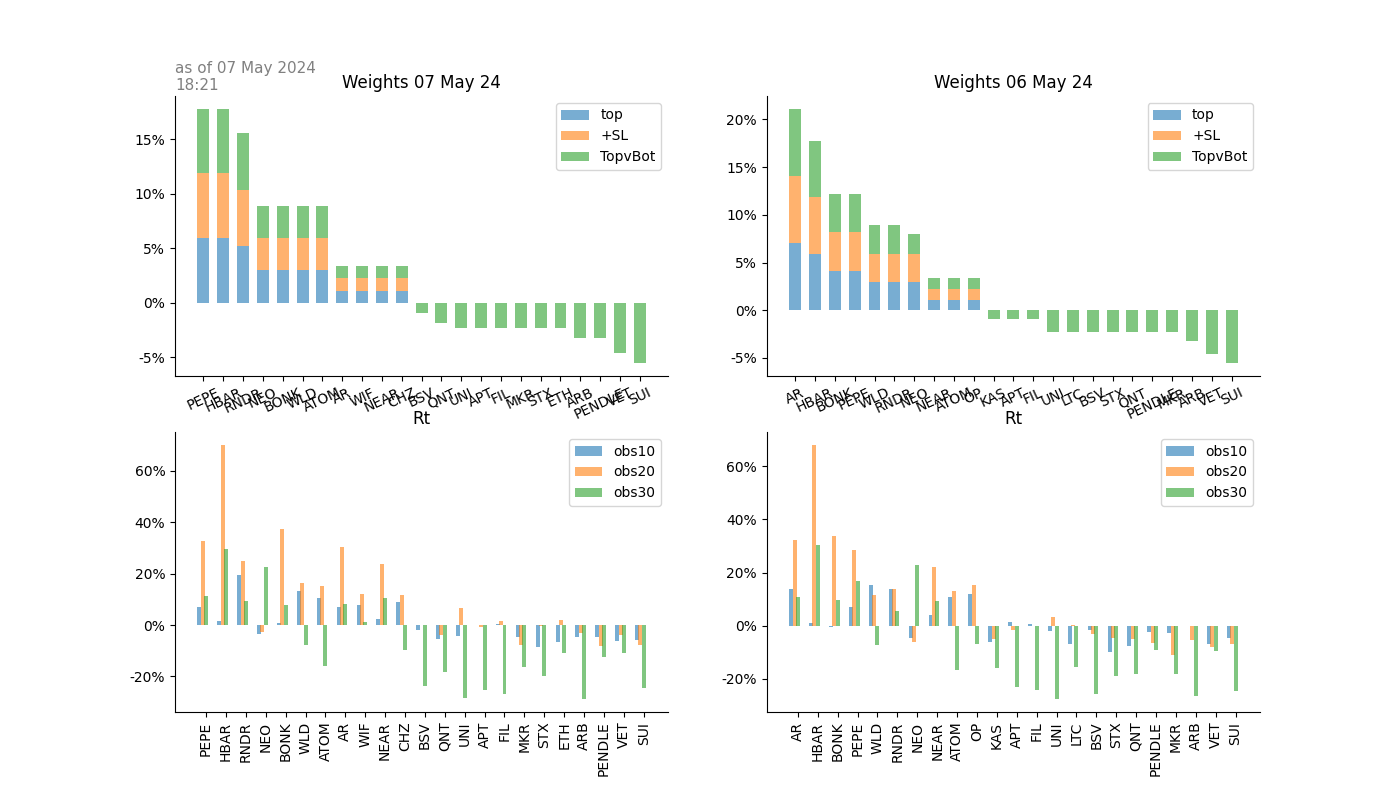 as of 07 May 2024
18:21
Weights 07 May 24
15%
10%
5%
0%
-5%
top
+SL
TopvBot
PEPE HBAR RNDR NEO BONK WLD ATOM AR WIF NEAR CHZ BSV QNT UNI APT FIL MKR STX ETH ARB PENDLE VET SUI
Weights 06 May 24
20%
15%
10%
5%
0%
-5%
top
+SL
TopvBot
AR HBAR BONK PEPE WLD RNDR NEO NEAR ATOM OP KAS APT FIL UNI LTC BSV STX QNT PENDLE MKR ARB VET SUI
Rt
60%
40%
20%
0%
-20%
obs10
obs20
obs30
PEPE HBAR RNDR NEO BONK WLD ATOM AR WIF NEAR CHZ BSV QNT UNI APT FIL MKR STX ETH ARB PENDLE VET SUI
Rt
60%
40%
20%
0%
-20%
obs10
obs20
obs30
AR HBAR BONK PEPE WLD RNDR NEO NEAR ATOM OP KAS APT FIL UNI LTC BSV STX QNT PENDLE MKR ARB VET SUI